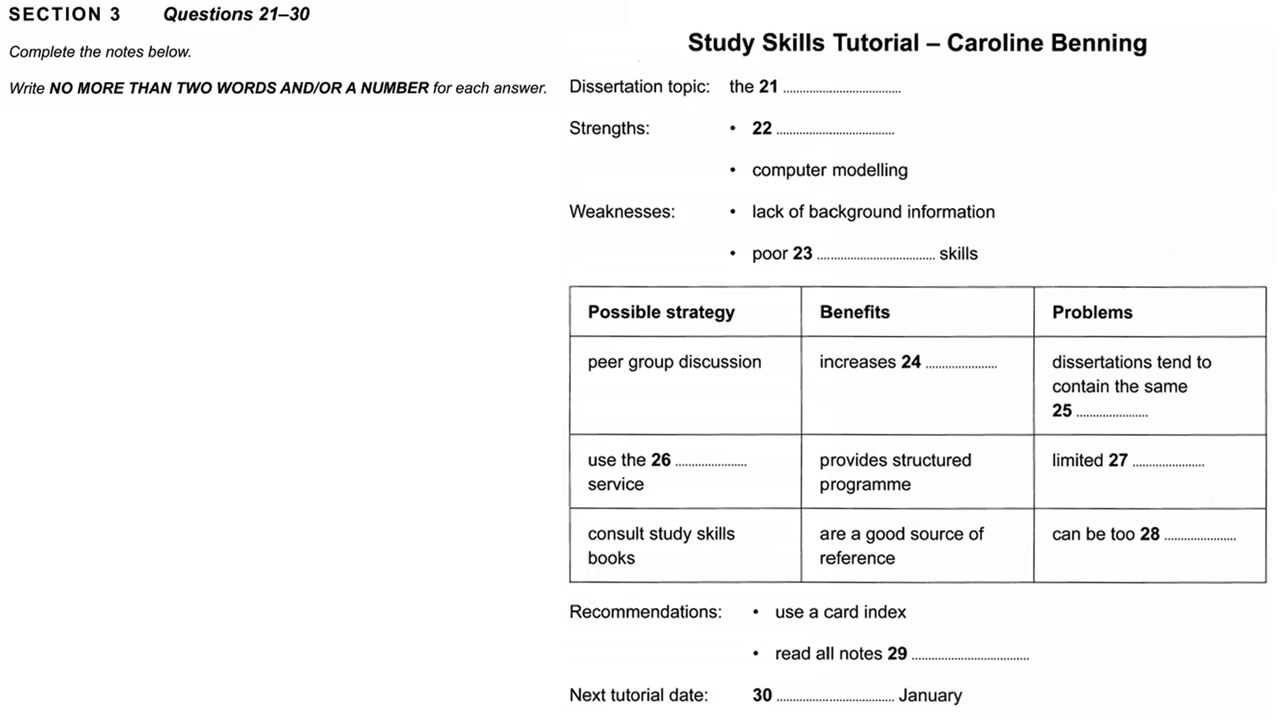 SECTION 3 Questions 21–30
Complete the notes below.
Write NO MORE THAN TWO WORDS AND/OR A NUMBER for each answer.
Study Skills Tutorial – Caroline Benning
Dissertation topic: the 21 ....................
Strengths: • 22 ....................
• computer modelling
Weaknesses: • lack of background information
• poor 23 .................... skills
Possible strategy Benefits Problems
peer group discussion increases 24 .................... dissertations tend to
contain the same
25 ....................
use the 26 .................... provides structured limited 27 ....................
service programme
consult study skills are a good source of can be too 28 ....................
books reference
Recommendations: • use a card index
• read all notes 29 ....................
Next tutorial date: 30 .................... January